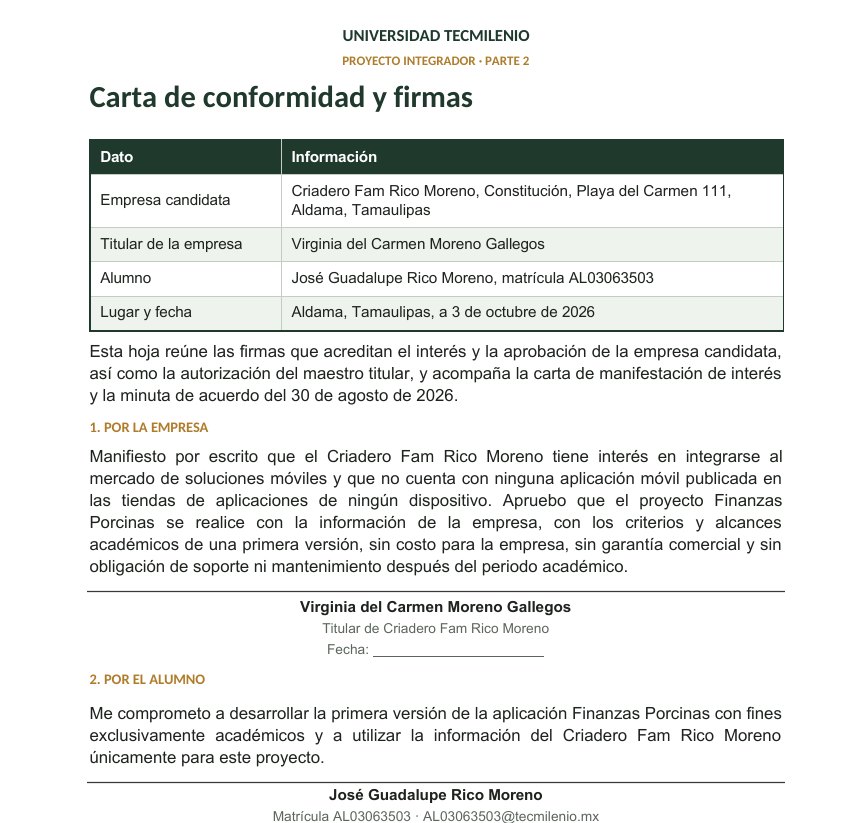 UNIVERSIDAD TECMILENIO
PROYECTO INTEGRADOR · PARTE 2
Carta de conformidad y firmas
Dato Información
Empresa candidata Criadero Fam Rico Moreno, Constitución, Playa del Carmen 111,
Aldama, Tamaulipas
Titular de la empresa Virginia del Carmen Moreno Gallegos
Alumno José Guadalupe Rico Moreno, matrícula AL03063503
Lugar y fecha Aldama, Tamaulipas, a 3 de octubre de 2026
Esta hoja reúne las firmas que acreditan el interés y la aprobación de la empresa candidata,
así como la autorización del maestro titular, y acompaña la carta de manifestación de interés
y la minuta de acuerdo del 30 de agosto de 2026.
1. POR LA EMPRESA
Manifiesto por escrito que el Criadero Fam Rico Moreno tiene interés en integrarse al
mercado de soluciones móviles y que no cuenta con ninguna aplicación móvil publicada en
las tiendas de aplicaciones de ningún dispositivo. Apruebo que el proyecto Finanzas
Porcinas se realice con la información de la empresa, con los criterios y alcances
académicos de una primera versión, sin costo para la empresa, sin garantía comercial y sin
obligación de soporte ni mantenimiento después del periodo académico.
Virginia del Carmen Moreno Gallegos
Titular de Criadero Fam Rico Moreno
Fecha: ______________________
2. POR EL ALUMNO
Me comprometo a desarrollar la primera versión de la aplicación Finanzas Porcinas con fines
exclusivamente académicos y a utilizar la información del Criadero Fam Rico Moreno
únicamente para este proyecto.
José Guadalupe Rico Moreno
Matrícula AL03063503 · AL03063503@tecmilenio.mx